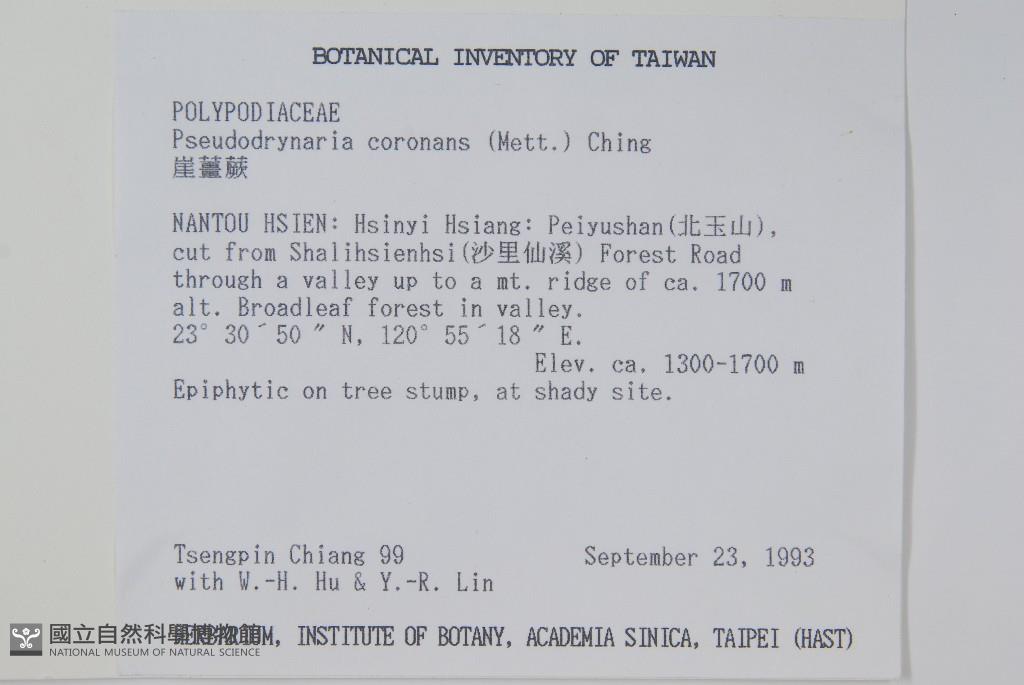 BOTANICAL INVENTORY OF TAIWAN
POLYPODIACEAE
Pseudodrynaria coronans (Mett.) Ching
崖薑蕨
NANTOU HSIEN: Hsinyi Hsiang: Peiyushan(北玉山),
cut from Shalihsienhsi(沙里仙溪) Forest Road
through a valley up to a mt. ridge of ca. 1700 m
alt. Broadleaf forest in valley.
23° 30´50 ″ N, 120° 55´18 ″ E.
Elev. ca. 1300-1700 m
Epiphytic on tree stump, at shady site.
Tsengpin Chiang 99 September 23, 1993
with W.-H. Hu & Y.-R. Lin
HERBARIUM, INSTITUTE OF BOTANY, ACADEMIA SINICA, TAIPEI (HAST)
國立自然科學博物館
NATIONAL MUSEUM OF NATURAL SCIENCE